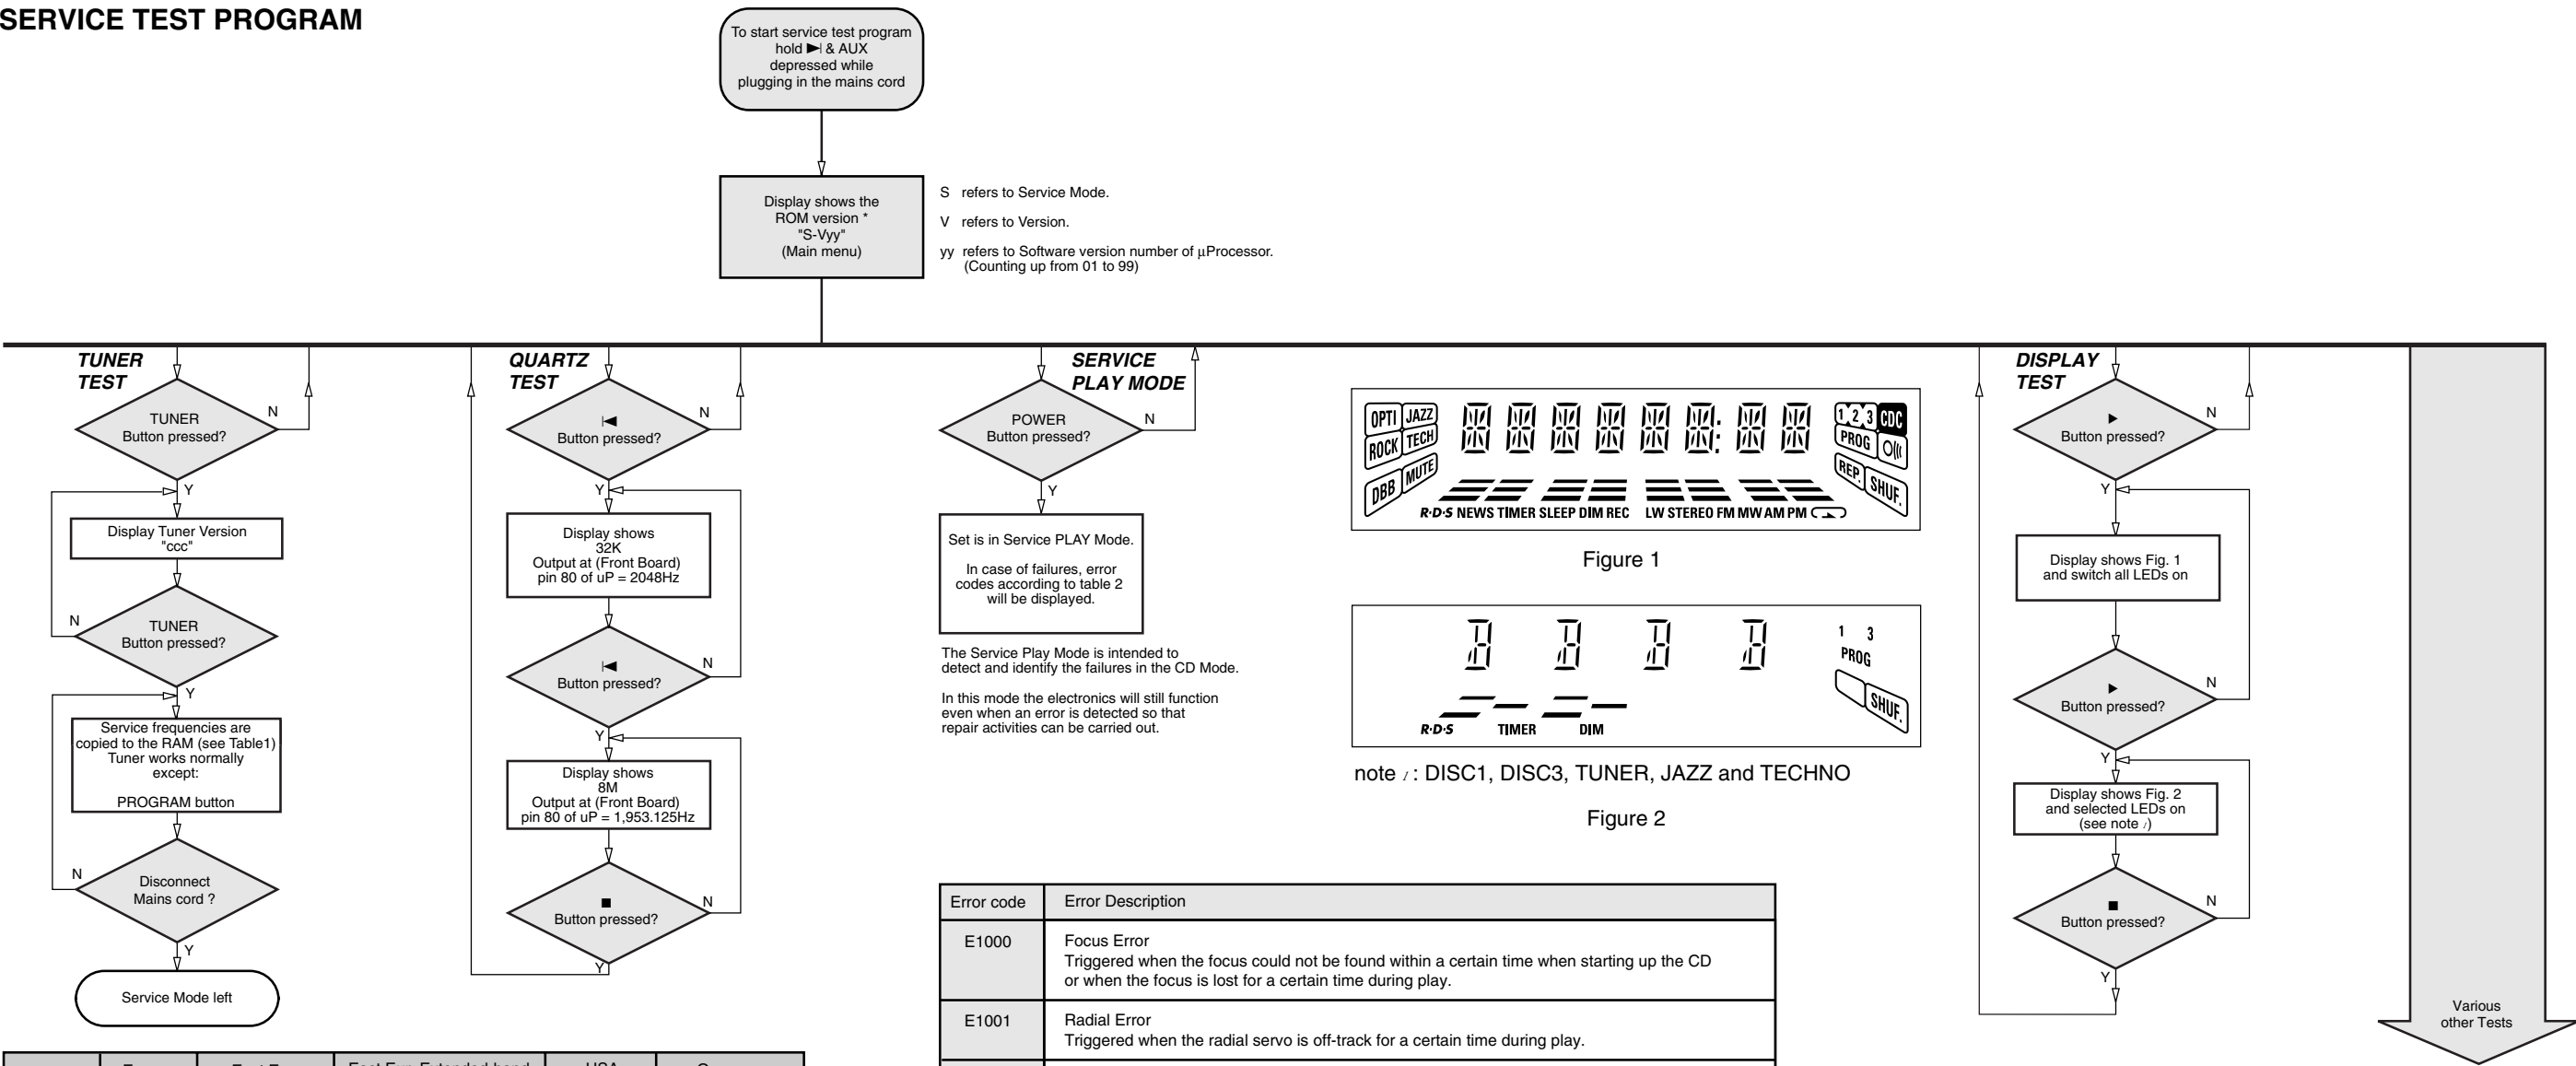 SERVICE TEST PROGRAM
To start service test program
hold ▶| & AUX
depressed while
plugging in the mains cord
Display shows the
ROM version *
"S-Vyy"
(Main menu)
S refers to Service Mode.
V refers to Version.
yy refers to Software version number of µProcessor.
(Counting up from 01 to 99)
TUNER
TEST
TUNER
Button pressed?
N
Y
Display Tuner Version
"ccc"
TUNER
Button pressed?
N
Y
Service frequencies are
copied to the RAM (see Table1)
Tuner works normally
except:
PROGRAM button
Disconnect
Mains cord ?
N
Y
Service Mode left
QUARTZ
TEST
|◀
Button pressed?
N
Y
Display shows
32K
Output at (Front Board)
pin 80 of uP = 2048Hz
|◀
Button pressed?
N
Y
Display shows
8M
Output at (Front Board)
pin 80 of uP = 1,953.125Hz
■
Button pressed?
N
Y
SERVICE
PLAY MODE
POWER
Button pressed?
N
Y
Set is in Service PLAY Mode.
In case of failures, error
codes according to table 2
will be displayed.
The Service Play Mode is intended to
detect and identify the failures in the CD Mode.
In this mode the electronics will still function
even when an error is detected so that
repair activities can be carried out.
OPTI JAZZ
ROCK TECH
DBB MUTE
1 2 3 CDC
PROG
REP. SHUF.
R·D·S NEWS TIMER SLEEP DIM REC LW STEREO FM MW AM PM
Figure 1
1 3
PROG
SHUF.
R·D·S TIMER DIM
note 1 : DISC1, DISC3, TUNER, JAZZ and TECHNO
Figure 2
Error code Error Description
E1000 Focus Error
Triggered when the focus could not be found within a certain time when starting up the CD
or when the focus is lost for a certain time during play.
E1001 Radial Error
Triggered when the radial servo is off-track for a certain time during play.
DISPLAY
TEST
▶
Button pressed?
N
Y
Display shows Fig. 1
and switch all LEDs on
▶
Button pressed?
N
Y
Display shows Fig. 2
and selected LEDs on
(see note 1)
■
Button pressed?
N
Y
Various
other Tests